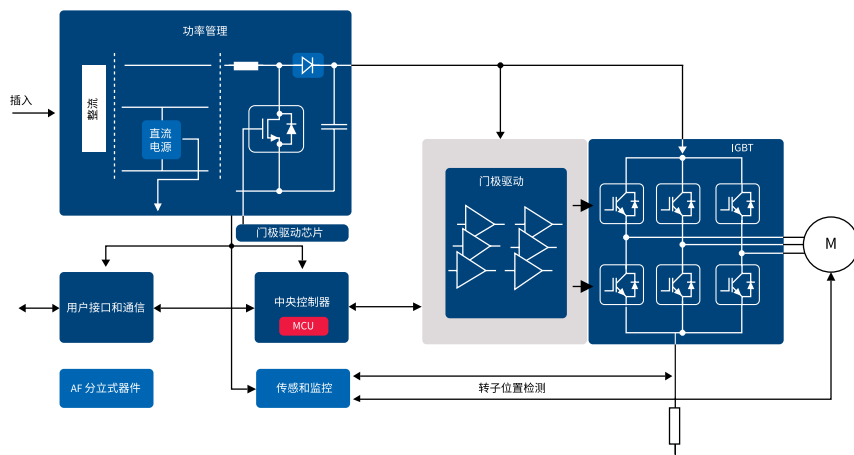 功率管理
插入
整流
直流
电源
门极驱动芯片
门极驱动
IGBT
M
用户接口和通信
中央控制器
MCU
AF 分立式器件
传感和监控
转子位置检测